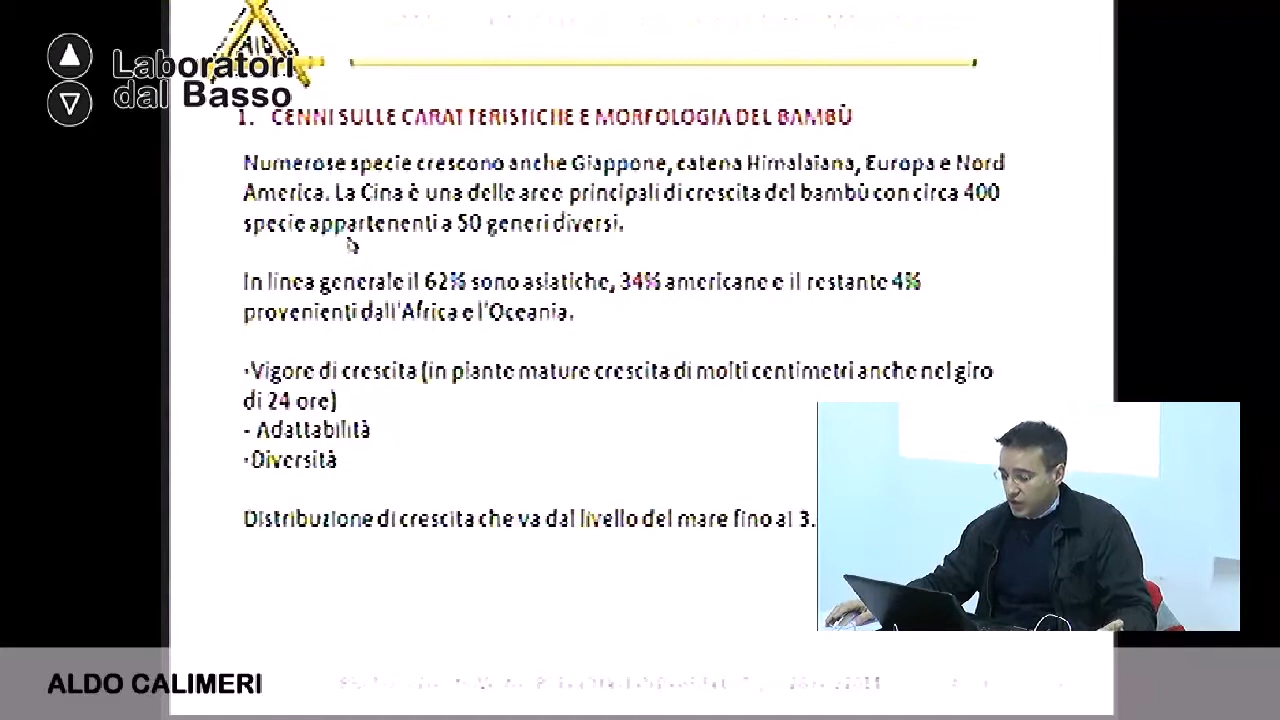 Laboratori
dal Basso
1. CENNI SULLE CARATTERISTICHE E MORFOLOGIA DEL BAMBÙ
Numerose specie crescono anche Giappone, catena Himalaiana, Europa e Nord
America. La Cina è una delle aree principali di crescita del bambù con circa 400
specie appartenenti a 50 generi diversi.
In linea generale il 62% sono asiatiche, 34% americane e il restante 4%
provenienti dall'Africa e l'Oceania.
•Vigore di crescita (in piante mature crescita di molti centimetri anche nel giro
di 24 ore)
- Adattabilità
•Diversità
Distribuzione di crescita che va dal livello del mare fino ai 3.
ALDO CALIMERI